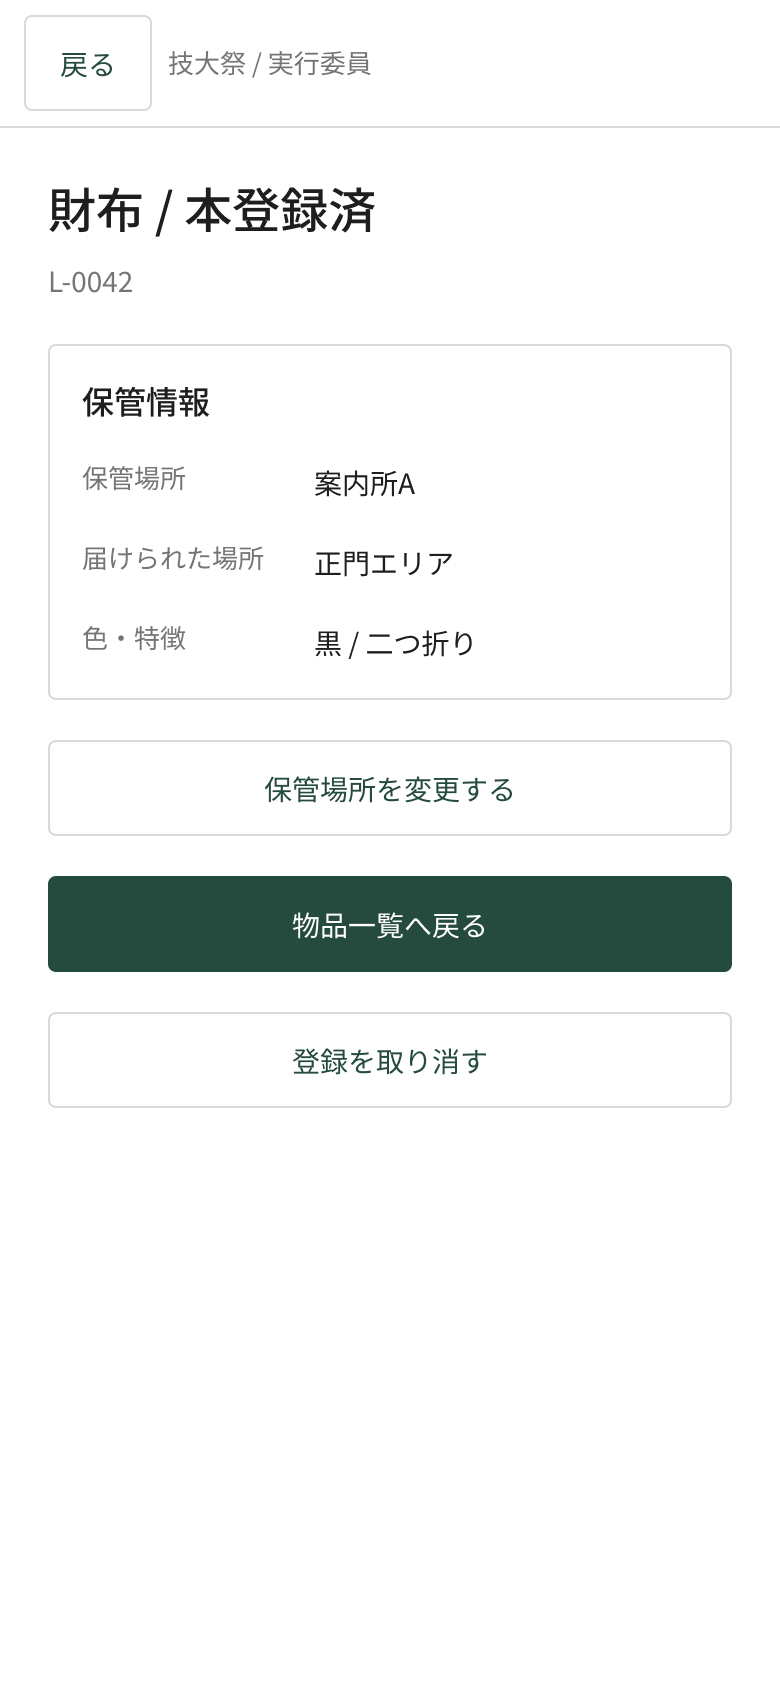 戻る 技大祭 / 実行委員
財布 / 本登録済
L-0042
保管情報
保管場所 案内所A
届けられた場所 正門エリア
色・特徴 黒 / 二つ折り
保管場所を変更する
物品一覧へ戻る
登録を取り消す